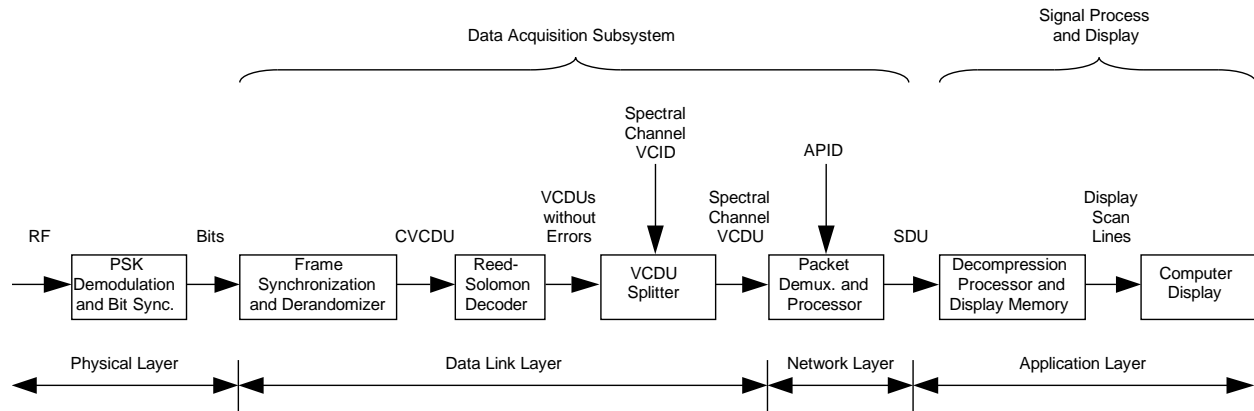 Data Acquisition Subsystem
Signal Process
and Display
Spectral
Channel
VCID
APID
RF
Bits
CVCDU
VCDUs
without
Errors
Spectral
Channel
VCDU
SDU
Display
Scan
Lines
PSK
Demodulation
and Bit Sync.
Frame
Synchronization
and Derandomizer
Reed-
Solomon
Decoder
VCDU
Splitter
Packet
Demux. and
Processor
Decompression
Processor and
Display Memory
Computer
Display
Physical Layer
Data Link Layer
Network Layer
Application Layer